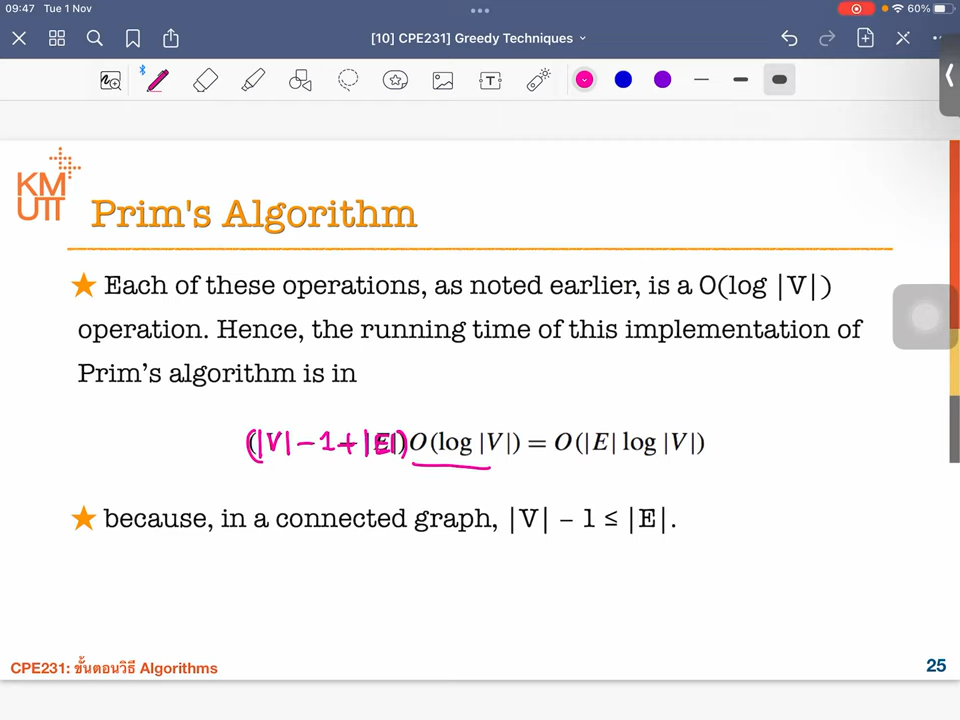 09:47 Tue 1 Nov
60%
[10] CPE231] Greedy Techniques
T
KM
UTT
Prim's Algorithm
★ Each of these operations, as noted earlier, is a O(log |V|)
operation. Hence, the running time of this implementation of
Prim's algorithm is in
(|V| - 1 + |E|) O(log |V|) = O(|E| log |V|)
★ because, in a connected graph, |V| - 1 ≤ |E|.
CPE231: ขั้นตอนวิธี Algorithms
25